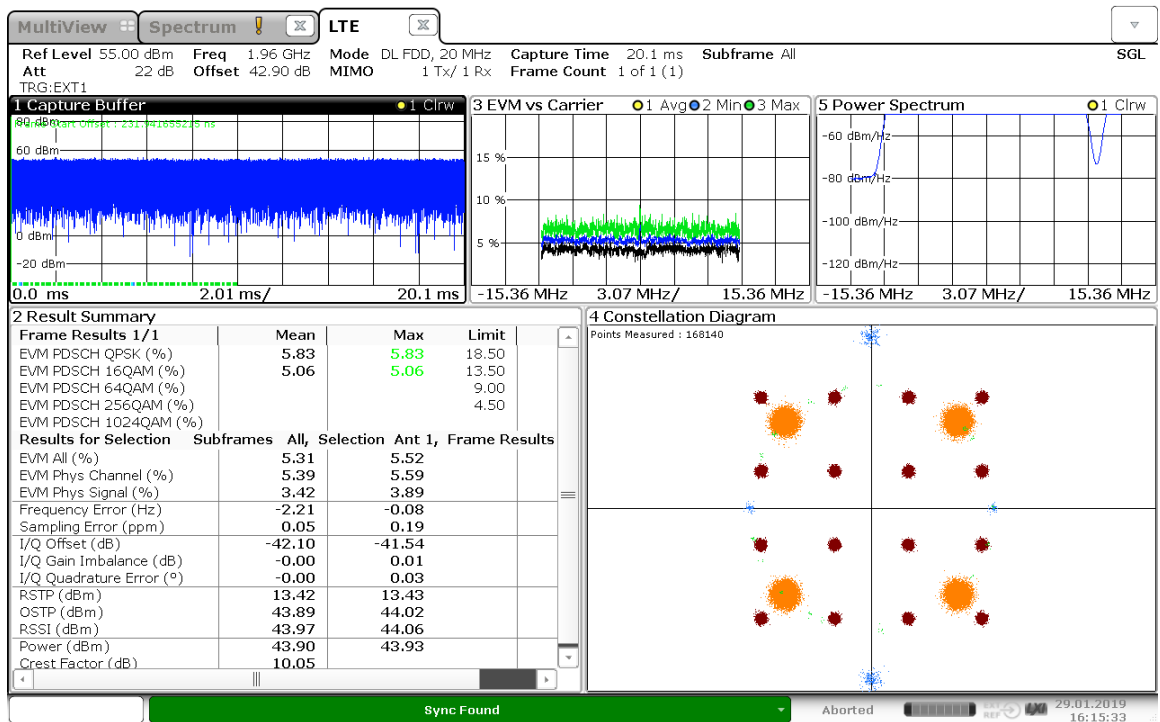 MultiView Spectrum LTE
Ref Level 55.00 dBm Freq 1.96 GHz Mode DL FDD, 20 MHz Capture Time 20.1 ms Subframe All SGL
Att 22 dB Offset 42.90 dB MIMO 1 Tx/ 1 Rx Frame Count 1 of 1 (1)
TRG:EXT1
1 Capture Buffer 1 Clrw
80 dBm
Frame Start Offset : 231.941655215 ns
60 dBm
0 dBm
-20 dBm
0.0 ms 2.01 ms/ 20.1 ms
3 EVM vs Carrier 1 Avg 2 Min 3 Max
15 %
10 %
5 %
-15.36 MHz 3.07 MHz/ 15.36 MHz
5 Power Spectrum 1 Clrw
-60 dBm/Hz
-80 dBm/Hz
-100 dBm/Hz
-120 dBm/Hz
-15.36 MHz 3.07 MHz/ 15.36 MHz
2 Result Summary
Frame Results 1/1 Mean Max Limit
EVM PDSCH QPSK (%) 5.83 5.83 18.50
EVM PDSCH 16QAM (%) 5.06 5.06 13.50
EVM PDSCH 64QAM (%) 9.00
EVM PDSCH 256QAM (%) 4.50
EVM PDSCH 1024QAM (%)
Results for Selection Subframes All, Selection Ant 1, Frame Results
EVM All (%) 5.31 5.52
EVM Phys Channel (%) 5.39 5.59
EVM Phys Signal (%) 3.42 3.89
Frequency Error (Hz) -2.21 -0.08
Sampling Error (ppm) 0.05 0.19
I/Q Offset (dB) -42.10 -41.54
I/Q Gain Imbalance (dB) -0.00 0.01
I/Q Quadrature Error (°) -0.00 0.03
RSTP (dBm) 13.42 13.43
OSTP (dBm) 43.89 44.02
RSSI (dBm) 43.97 44.06
Power (dBm) 43.90 43.93
Crest Factor (dB) 10.05
4 Constellation Diagram
Points Measured : 168140
Sync Found
Aborted
EXT
REF
LXI
29.01.2019
16:15:33